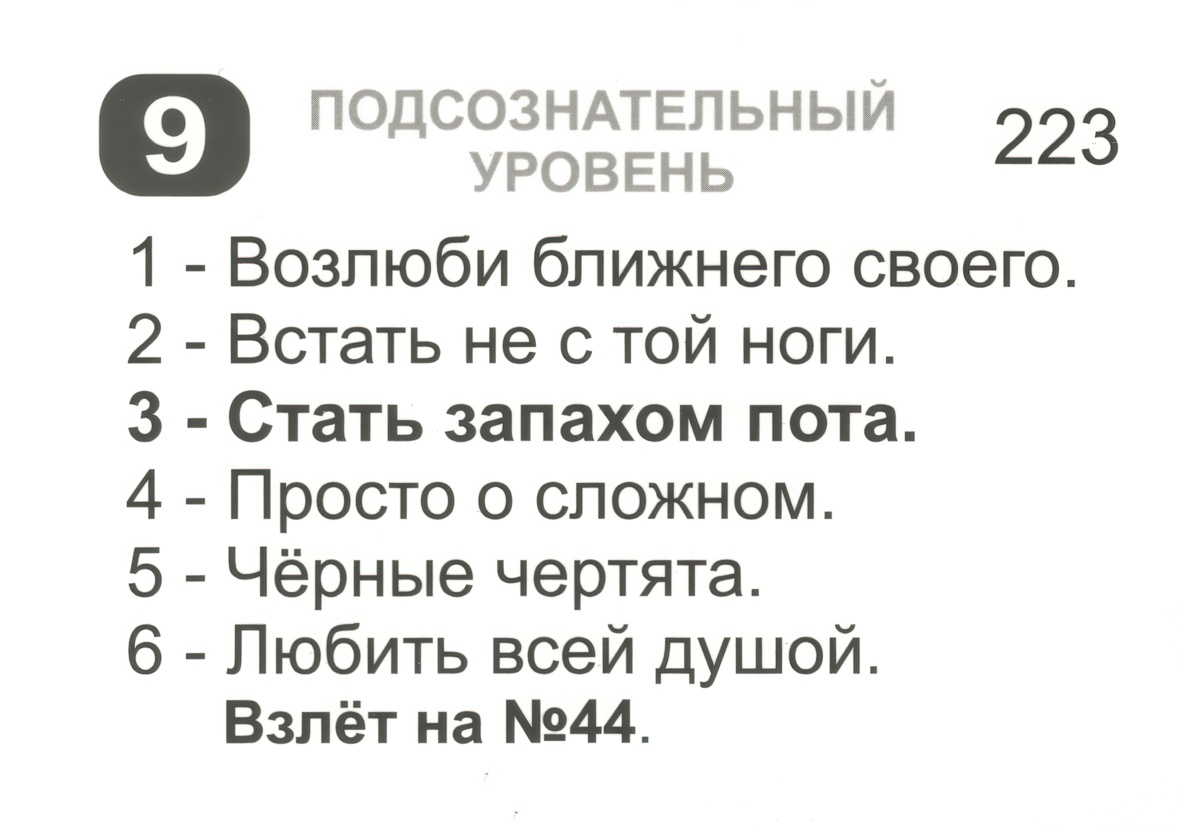 9
ПОДСОЗНАТЕЛЬНЫЙ
УРОВЕНЬ
223
1 - Возлюби ближнего своего.
2 - Встать не с той ноги.
3 - Стать запахом пота.
4 - Просто о сложном.
5 - Чёрные чертята.
6 - Любить всей душой.
Взлёт на №44.